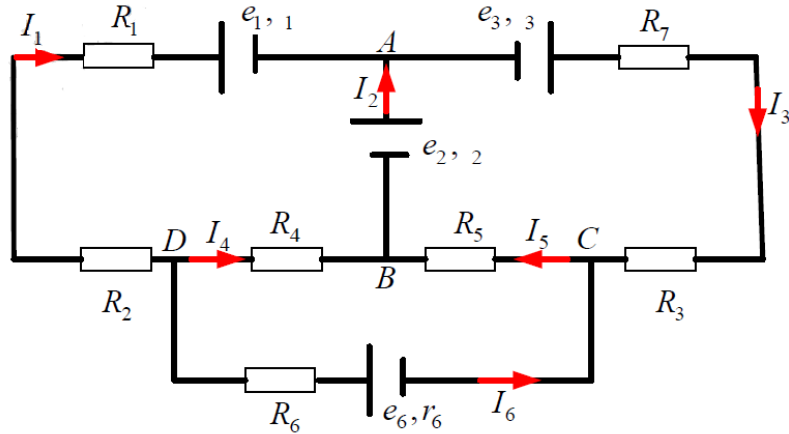 I₁ R₁ e₁, ₁ A e₃, ₃ R₇
I₂ I₃
e₂, ₂
D I₄ R₄ R₅ I₅ C
R₂ B R₃
R₆ e₆, r₆ I₆